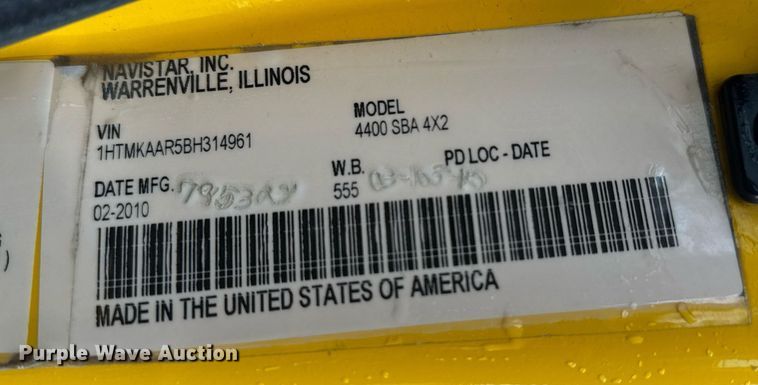 NAVISTAR, INC.
WARRENVILLE, ILLINOIS
VIN
1HTMKAAR5BH314961
MODEL
4400 SBA 4X2
DATE MFG.
02-2010
W.B.
555
PD LOC - DATE
MADE IN THE UNITED STATES OF AMERICA
)
Purple Wave Auction